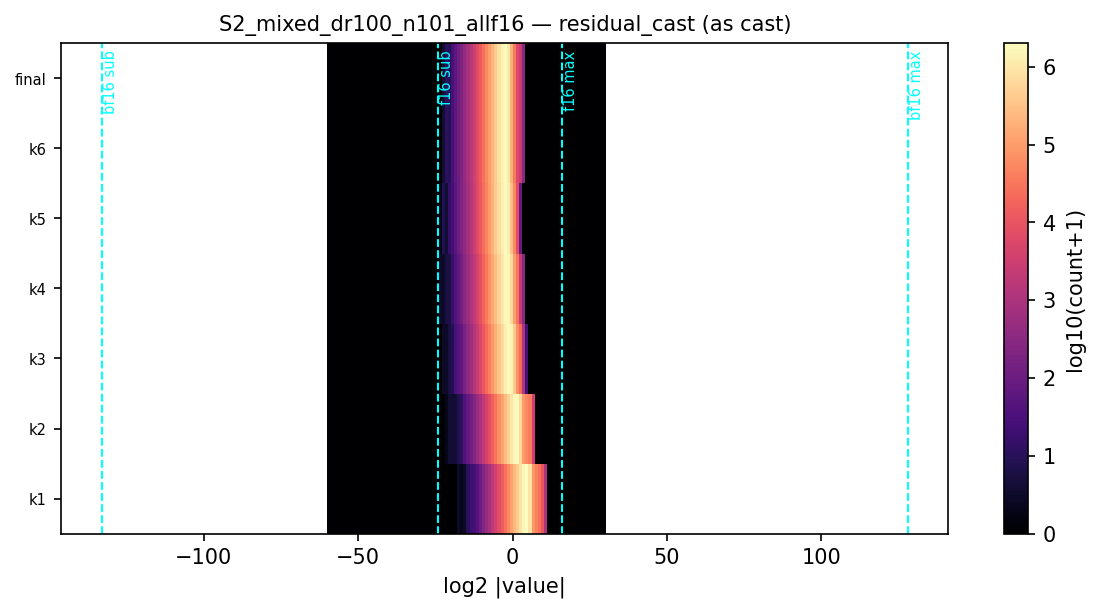 S2_mixed_dr100_n101_allf16 — residual_cast (as cast)
bf16 sub
f16 sub
f16 max
bf16 max
final
k6
k5
k4
k3
k2
k1
−100
−50
0
50
100
log2 |value|
6
5
4
3
2
1
0
log10(count+1)